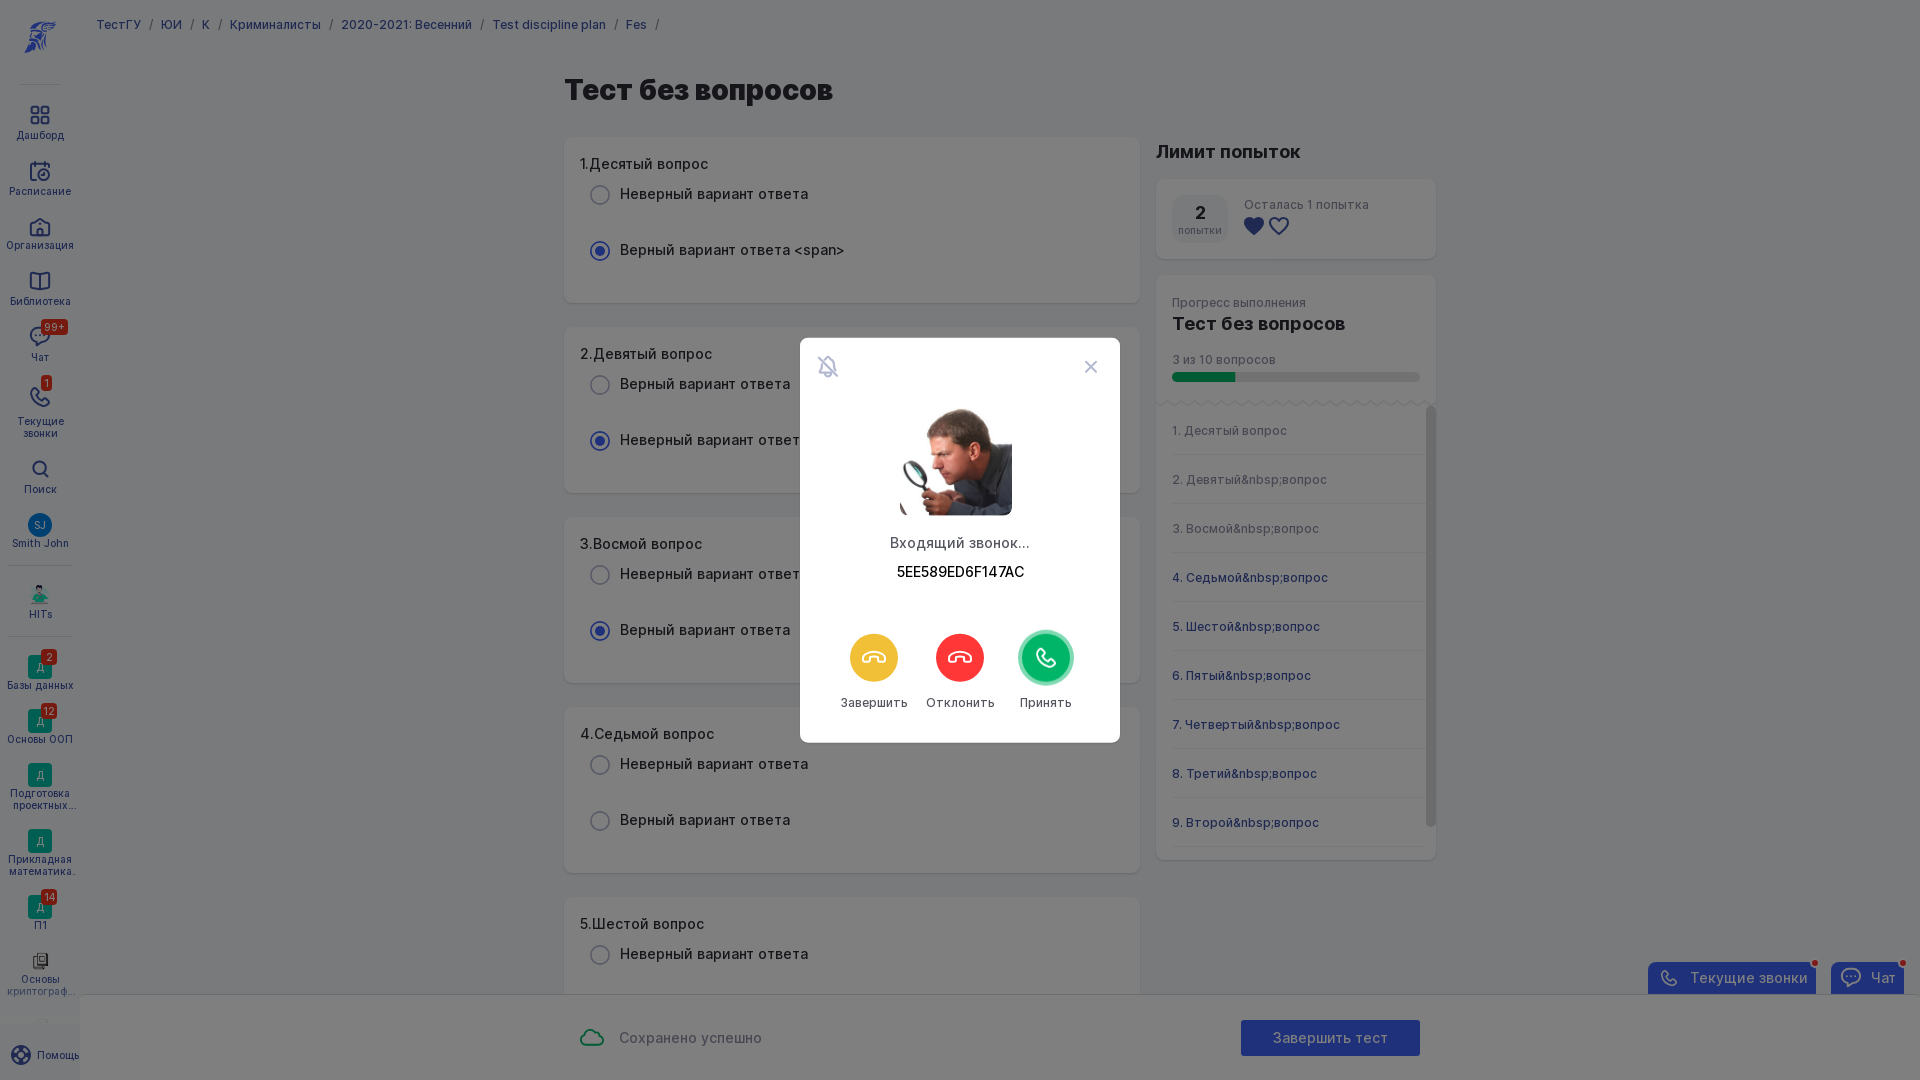 ТестГУ / ЮИ / К / Криминалисты / 2020-2021: Весенний / Test discipline plan / Fes /
Тест без вопросов
Дашборд
Расписание
Организация
Библиотека
99+
Чат
1
Текущие
звонки
Поиск
SJ
Smith John
HITs
2
Д
Базы данных
12
Д
Основы ООП
Д
Подготовка
проектных...
Д
Прикладная
математика.
14
Д
П1
Основы
криптограф...
Помощь
1.Десятый вопрос
Неверный вариант ответа
Верный вариант ответа <span>
2.Девятый вопрос
Верный вариант ответа
Неверный вариант ответ
3.Восмой вопрос
Неверный вариант ответ
Верный вариант ответа
4.Седьмой вопрос
Неверный вариант ответа
Верный вариант ответа
5.Шестой вопрос
Неверный вариант ответа
Входящий звонок...
5EE589ED6F147AC
Завершить
Отклонить
Принять
Лимит попыток
2
попытки
Осталась 1 попытка
Прогресс выполнения
Тест без вопросов
3 из 10 вопросов
1. Десятый вопрос
2. Девятый&nbsp;вопрос
3. Восмой&nbsp;вопрос
4. Седьмой&nbsp;вопрос
5. Шестой&nbsp;вопрос
6. Пятый&nbsp;вопрос
7. Четвертый&nbsp;вопрос
8. Третий&nbsp;вопрос
9. Второй&nbsp;вопрос
Текущие звонки
Чат
Сохранено успешно
Завершить тест